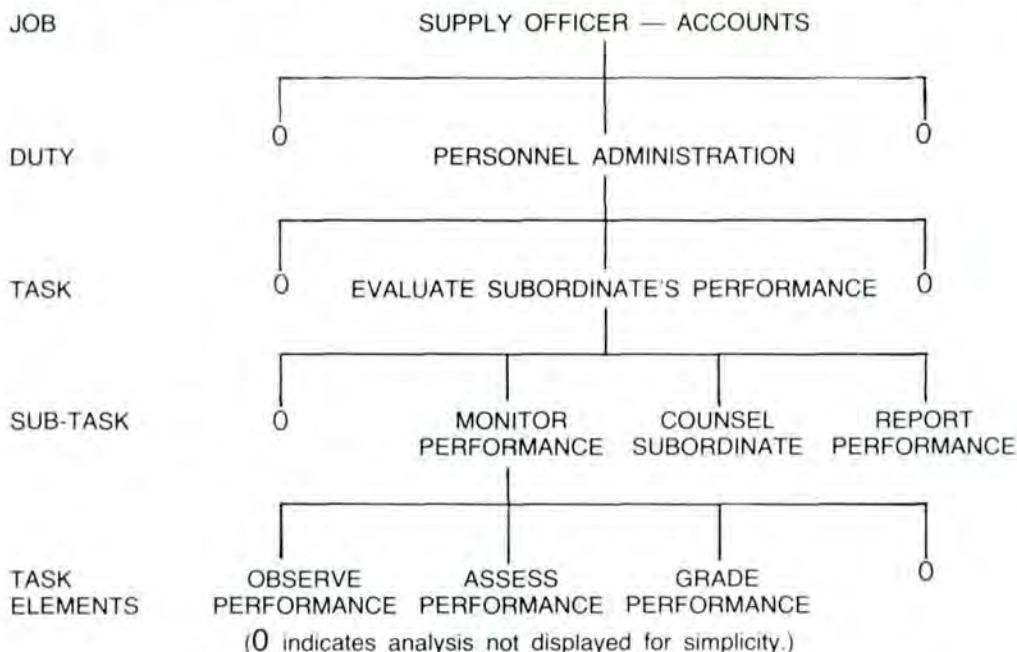 JOB SUPPLY OFFICER — ACCOUNTS
0 0
DUTY PERSONNEL ADMINISTRATION
TASK 0 EVALUATE SUBORDINATE'S PERFORMANCE 0
SUB-TASK 0 MONITOR COUNSEL REPORT
PERFORMANCE SUBORDINATE PERFORMANCE
0
TASK OBSERVE ASSESS GRADE
ELEMENTS PERFORMANCE PERFORMANCE PERFORMANCE
(0 indicates analysis not displayed for simplicity.)